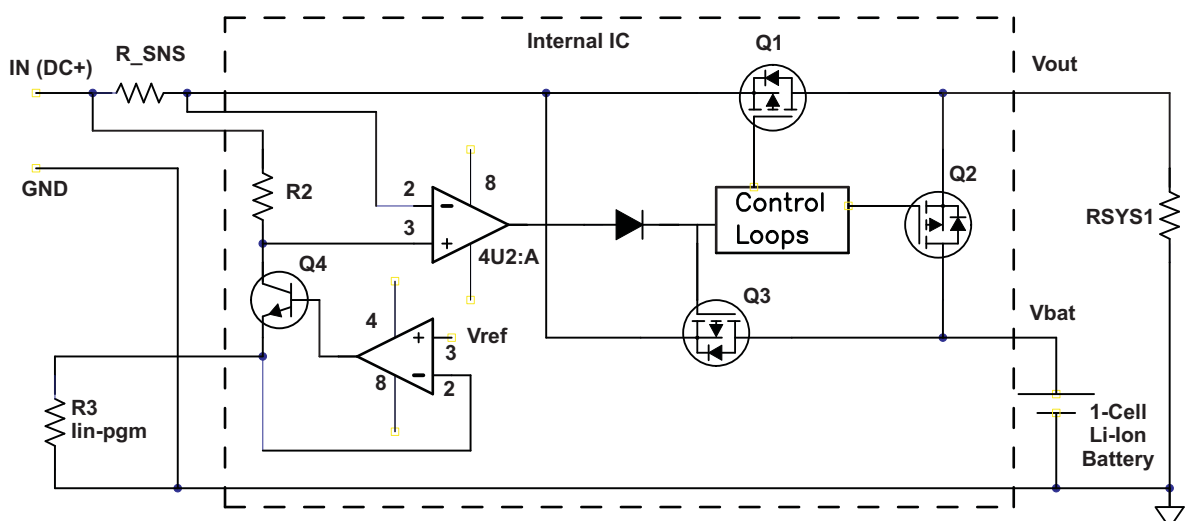 Internal IC
Q1
R_SNS
IN (DC+)
Vout
GND
R2
2
8
3
4U2:A
Control
Loops
Q2
RSYS1
Q4
Q3
4
+
Vref
3
8
2
Vbat
R3
Iin-pgm
1-Cell
Li-Ion
Battery